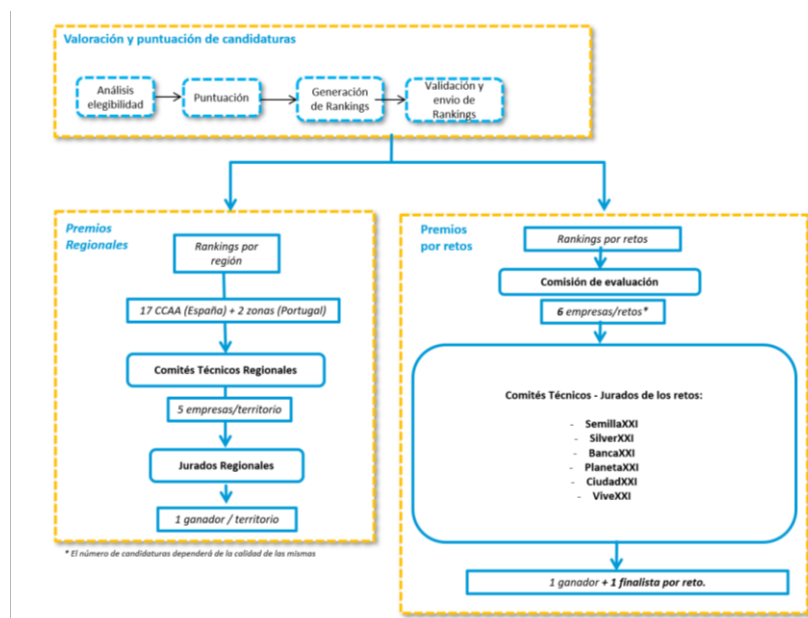 Valoración y puntuación de candidaturas
Análisis
elegibilidad
Puntuación
Generación
de Rankings
Validación y
envio de
Rankings
Premios
Regionales
Rankings por
región
17 CCAA (España) + 2 zonas (Portugal)
Comités Técnicos Regionales
5 empresas/territorio
Jurados Regionales
1 ganador / territorio
* El número de candidaturas dependerá de la calidad de las mismas
Premios
por retos
Rankings por retos
Comisión de evaluación
6 empresas/retos*
Comités Técnicos - Jurados de los retos:
- SemillaXXI
- SilverXXI
- BancaXXI
- PlanetaXXI
- CiudadXXI
- ViveXXI
1 ganador + 1 finalista por reto.